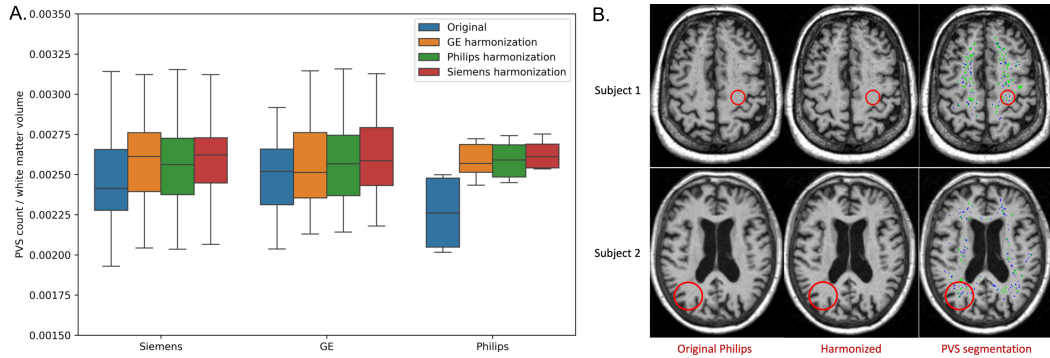 A.
0.00350
0.00325
0.00300
0.00275
0.00250
0.00225
0.00200
0.00175
0.00150
PVS count / white matter volume
Original
GE harmonization
Philips harmonization
Siemens harmonization
Siemens
GE
Philips
B.
Subject 1
Subject 2
Original Philips
Harmonized
PVS segmentation